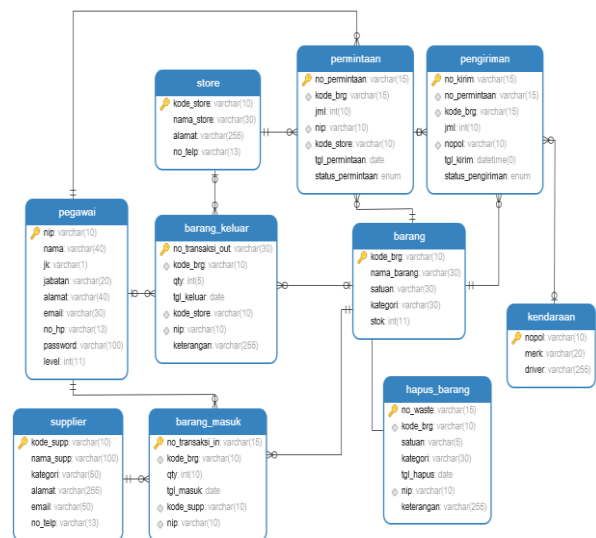 permintaan
no_permintaan: varchar(15)
kode_brg: varchar(15)
jml: int(10)
nip: varchar(10)
kode_store: varchar(10)
tgl_permintaan: date
status_permintaan: enum
pengiriman
no_kirim: varchar(15)
no_permintaan: varchar(15)
kode_brg: varchar(15)
jml: int(10)
nopol: varchar(10)
tgl_kirim: datetime(0)
status_pengiriman: enum
store
kode_store: varchar(10)
nama_store: varchar(30)
alamat: varchar(255)
no_telp: varchar(13)
pegawai
nip: varchar(10)
nama: varchar(40)
jk: varchar(1)
jabatan: varchar(20)
alamat: varchar(40)
email: varchar(30)
no_hp: varchar(13)
password: varchar(100)
level: int(11)
barang_keluar
no_transaksi_out: varchar(30)
kode_brg: varchar(10)
qty: int(5)
tgl_keluar: date
kode_store: varchar(10)
nip: varchar(10)
keterangan: varchar(255)
barang
kode_brg: varchar(10)
nama_barang: varchar(30)
satuan: varchar(30)
kategori: varchar(30)
stok: int(11)
kendaraan
nopol: varchar(10)
merk: varchar(20)
driver: varchar(255)
supplier
kode_supp: varchar(10)
nama_supp: varchar(100)
kategori: varchar(50)
alamat: varchar(255)
email: varchar(50)
no_telp: varchar(13)
barang_masuk
no_transaksi_in: varchar(15)
kode_brg: varchar(10)
qty: int(10)
tgl_masuk: date
kode_supp: varchar(10)
nip: varchar(10)
hapus_barang
no_waste: varchar(15)
kode_brg: varchar(10)
satuan: varchar(5)
kategori: varchar(30)
tgl_hapus: date
nip: varchar(10)
keterangan: varchar(255)